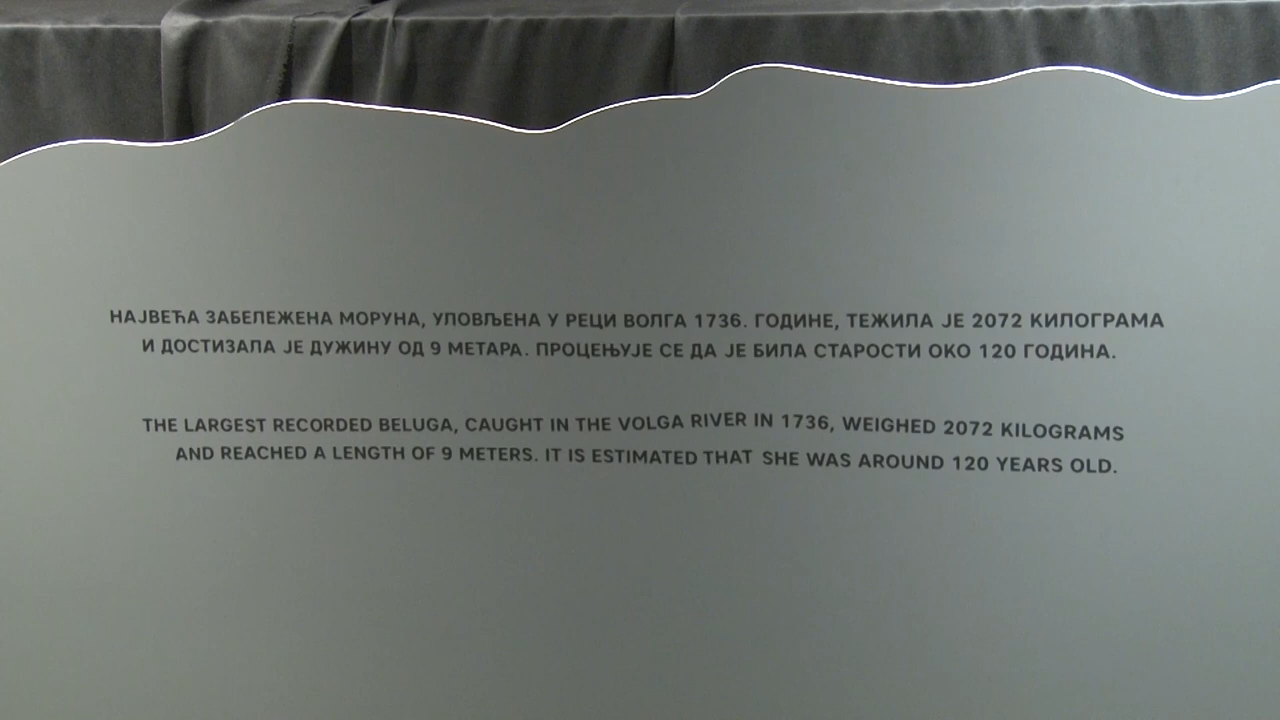 НАЈВЕЋА ЗАБЕЛЕЖЕНА МОРУНА, УЛОВЉЕНА У РЕЦИ ВОЛГА 1736. ГОДИНЕ, ТЕЖИЛА ЈЕ 2072 КИЛОГРАМА
И ДОСТИЗАЛА ЈЕ ДУЖИНУ ОД 9 МЕТАРА. ПРОЦЕЊУЈЕ СЕ ДА ЈЕ БИЛА СТАРОСТИ ОКО 120 ГОДИНА.
THE LARGEST RECORDED BELUGA, CAUGHT IN THE VOLGA RIVER IN 1736, WEIGHED 2072 KILOGRAMS
AND REACHED A LENGTH OF 9 METERS. IT IS ESTIMATED THAT SHE WAS AROUND 120 YEARS OLD.